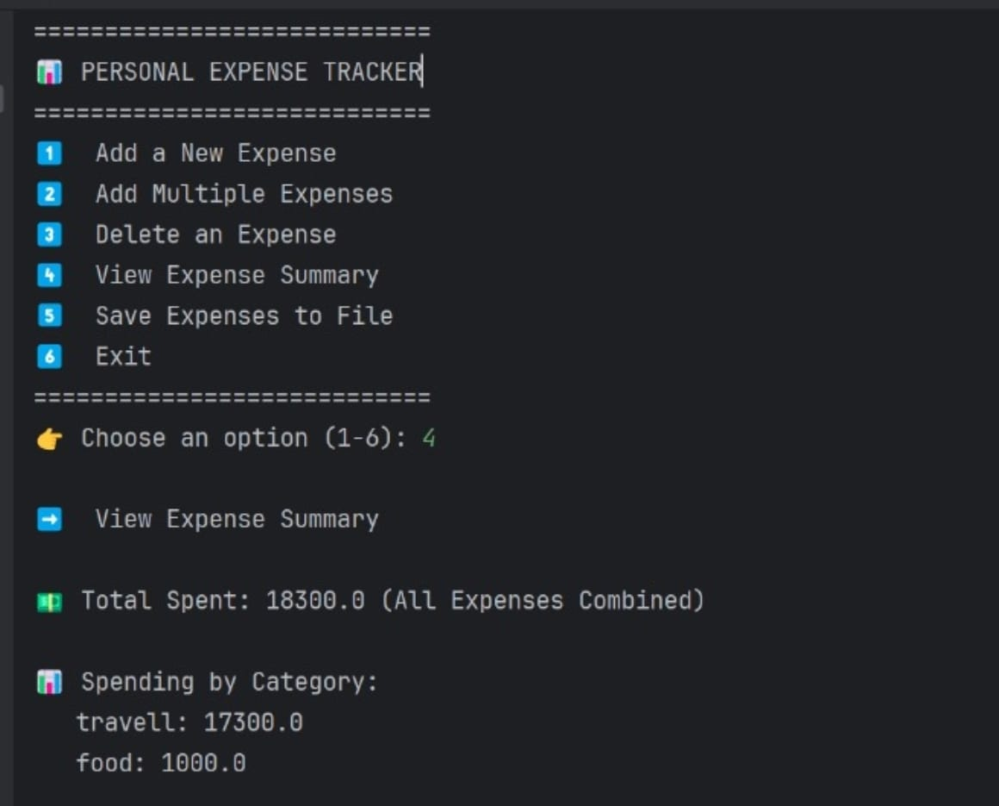 ============================
📊 PERSONAL EXPENSE TRACKER
============================
1️⃣ Add a New Expense
2️⃣ Add Multiple Expenses
3️⃣ Delete an Expense
4️⃣ View Expense Summary
5️⃣ Save Expenses to File
6️⃣ Exit
============================
👉 Choose an option (1-6): 4
➡️ View Expense Summary
💵 Total Spent: 18300.0 (All Expenses Combined)
📊 Spending by Category:
travell: 17300.0
food: 1000.0